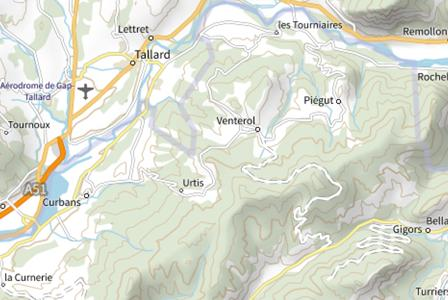 les Tourniaires
Lettret
Remollon
Tallard
Rochel
Aérodrome de Gap-
Tallard
Piégut
Tournoux
Venterol
A51
Urtis
Curbans
Bella
Gigors
la Curnerie
Turriers